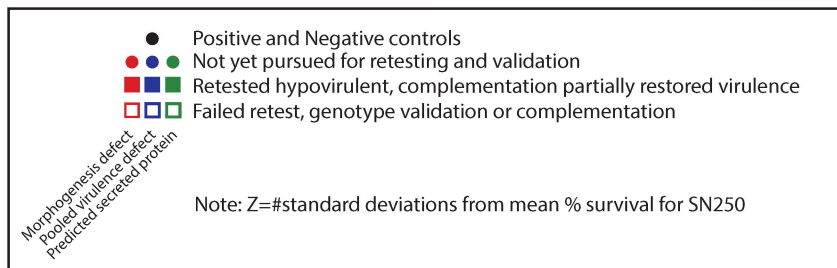 Positive and Negative controls
Not yet pursued for retesting and validation
Retested hypovirulent, complementation partially restored virulence
Failed retest, genotype validation or complementation
Morphogenesis defect
Pooled virulence defect
Predicted secreted protein
Note: Z=#standard deviations from mean % survival for SN250